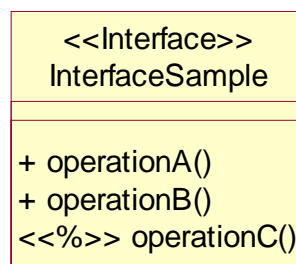 <<Interface>>
InterfaceSample
+ operationA()
+ operationB()
<<%>> operationC()